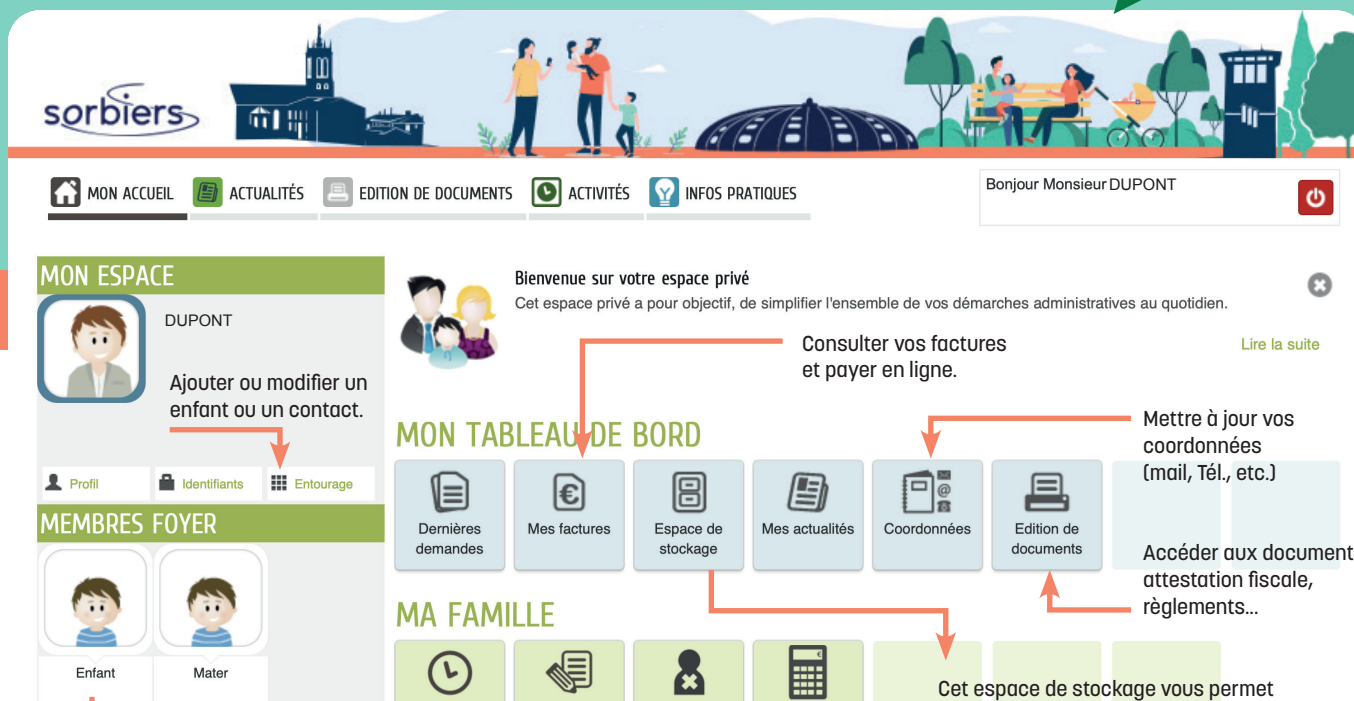 sorbiers
MON ACCUEIL
ACTUALITÉS
EDITION DE DOCUMENTS
ACTIVITÉS
INFOS PRATIQUES
Bonjour Monsieur DUPONT
MON ESPACE
DUPONT
Ajouter ou modifier un
enfant ou un contact.
Profil
Identifiants
Entourage
MEMBRES FOYER
Enfant
Mater
Bienvenue sur votre espace privé
Cet espace privé a pour objectif, de simplifier l'ensemble de vos démarches administratives au quotidien.
Lire la suite
Consulter vos factures
et payer en ligne.
MON TABLEAU DE BORD
Mettre à jour vos
coordonnées
(mail, Tél., etc.)
Dernières
demandes
Mes factures
Espace de
stockage
Mes actualités
Coordonnées
Edition de
documents
Accéder aux document
attestation fiscale,
règlements...
MA FAMILLE
Cet espace de stockage vous permet